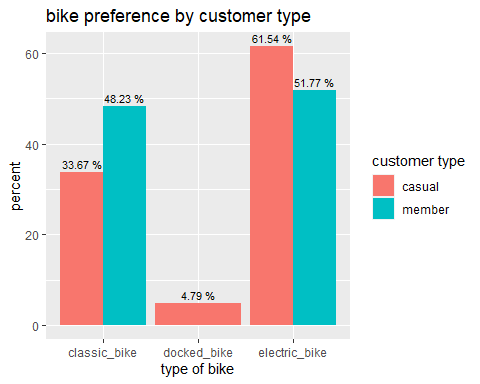 bike preference by customer type
61.54 %
60
51.77 %
48.23 %
40
33.67 %
20
4.79 %
0
percent
classic_bike docked_bike electric_bike
type of bike
customer type
casual
member